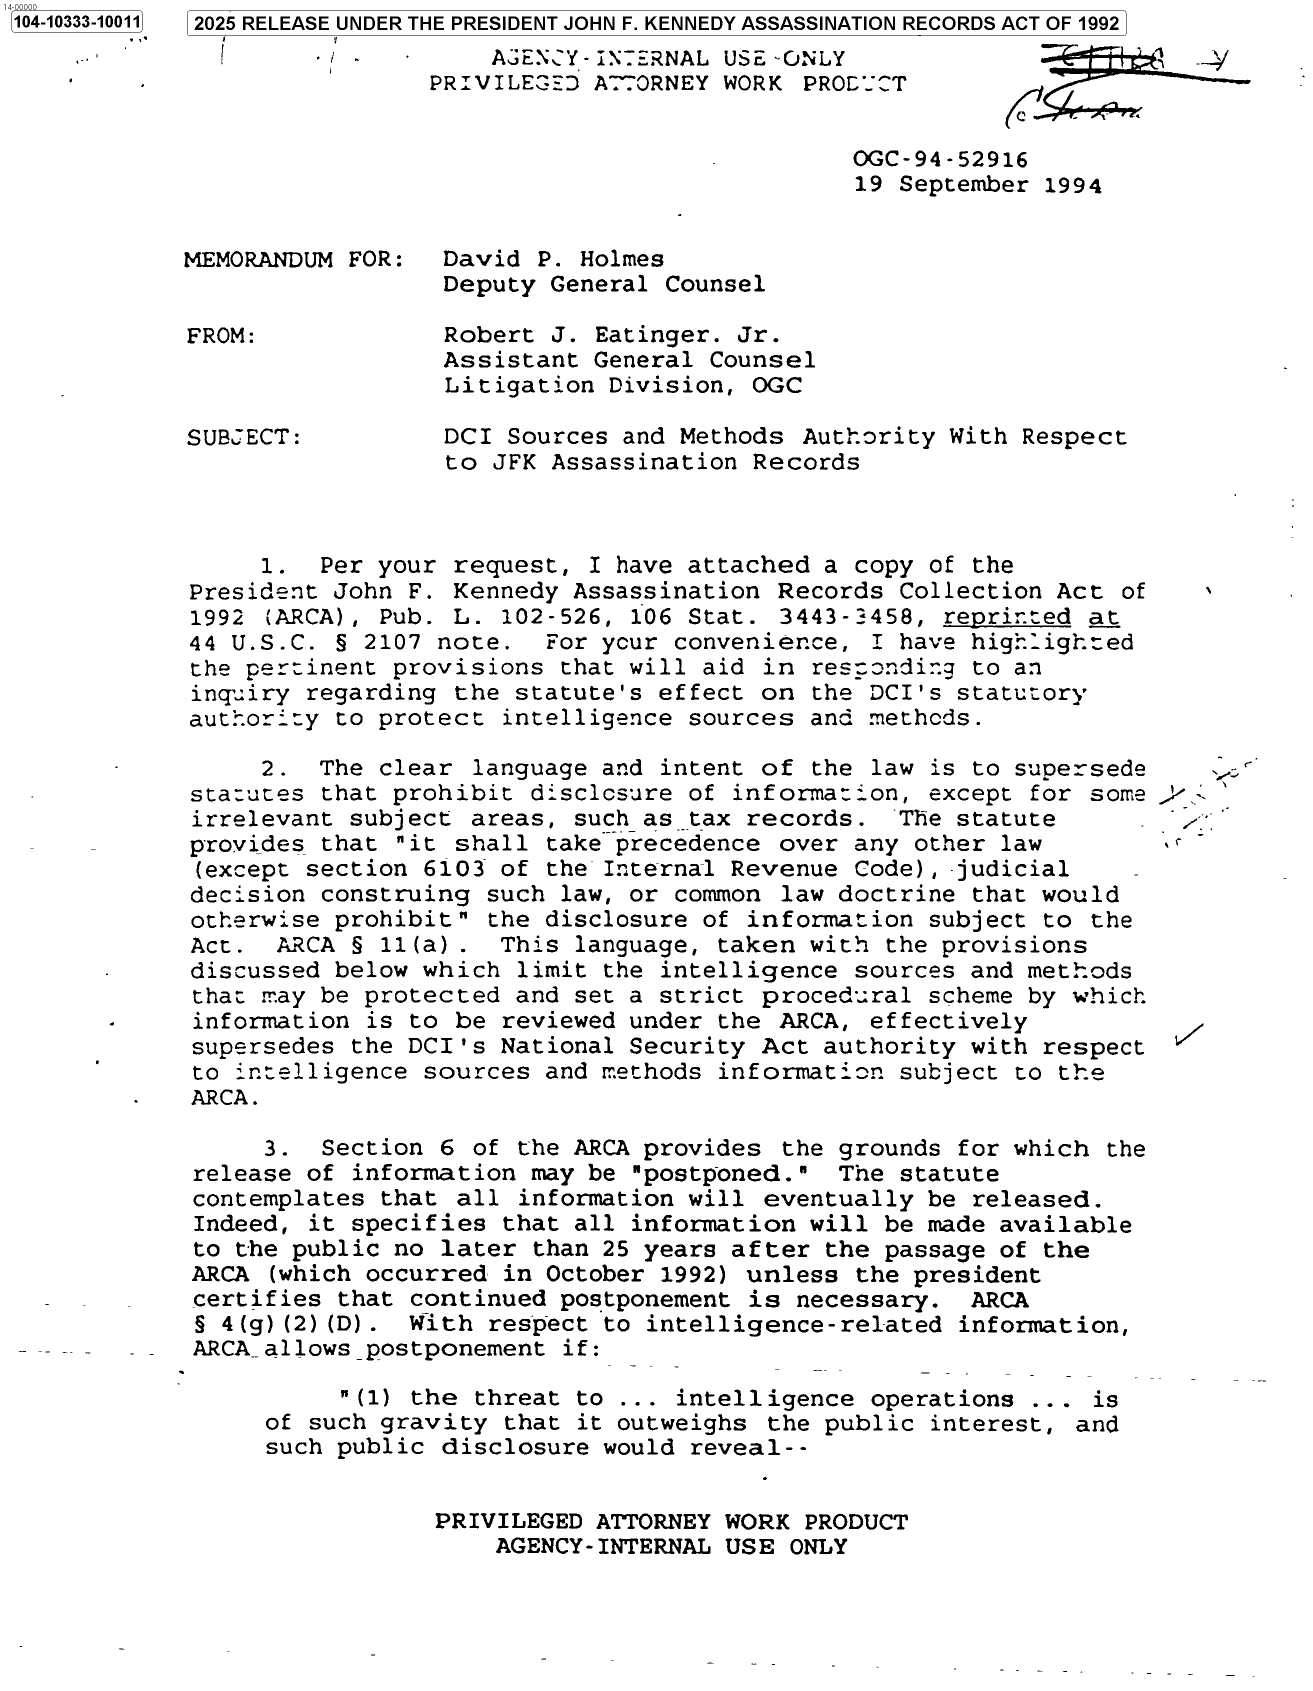 14-00000
104-10333-10011
2025 RELEASE UNDER THE PRESIDENT JOHN F. KENNEDY ASSASSINATION RECORDS ACT OF 1992
AGENCY-INTERNAL USE-ONLY
PRIVILEGED ATTORNEY WORK PRODUCT
OGC-94-52916
19 September 1994
MEMORANDUM FOR: David P. Holmes
Deputy General Counsel
FROM: Robert J. Eatinger. Jr.
Assistant General Counsel
Litigation Division, OGC
SUBJECT: DCI Sources and Methods Authority With Respect
to JFK Assassination Records
1. Per your request, I have attached a copy of the
President John F. Kennedy Assassination Records Collection Act of
1992 (ARCA), Pub. L. 102-526, 106 Stat. 3443-3458, reprinted at
44 U.S.C. § 2107 note. For your convenience, I have highlighted
the pertinent provisions that will aid in responding to an
inquiry regarding the statute's effect on the DCI's statutory
authority to protect intelligence sources and methods.
2. The clear language and intent of the law is to supersede
statutes that prohibit disclosure of information, except for some
irrelevant subject areas, such as tax records. The statute
provides that "it shall take precedence over any other law
(except section 6103 of the Internal Revenue Code), judicial
decision construing such law, or common law doctrine that would
otherwise prohibit" the disclosure of information subject to the
Act. ARCA § 11(a). This language, taken with the provisions
discussed below which limit the intelligence sources and methods
that may be protected and set a strict procedural scheme by which
information is to be reviewed under the ARCA, effectively
supersedes the DCI's National Security Act authority with respect
to intelligence sources and methods information subject to the
ARCA.
3. Section 6 of the ARCA provides the grounds for which the
release of information may be "postponed." The statute
contemplates that all information will eventually be released.
Indeed, it specifies that all information will be made available
to the public no later than 25 years after the passage of the
ARCA (which occurred in October 1992) unless the president
certifies that continued postponement is necessary. ARCA
§ 4(g)(2)(D). With respect to intelligence-related information,
ARCA allows postponement if:
"(1) the threat to ... intelligence operations ... is
of such gravity that it outweighs the public interest, and
such public disclosure would reveal--
PRIVILEGED ATTORNEY WORK PRODUCT
AGENCY-INTERNAL USE ONLY